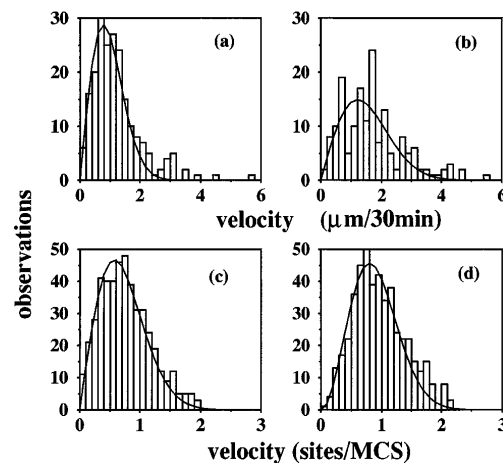 30 (a) 30 (b)
20 20
10 10
0 0
0 2 4 6 0 2 4 6
velocity (μm/30min)
observations
50 (c) 50 (d)
40 40
30 30
20 20
10 10
0 0
0 1 2 3 0 1 2 3
velocity (sites/MCS)